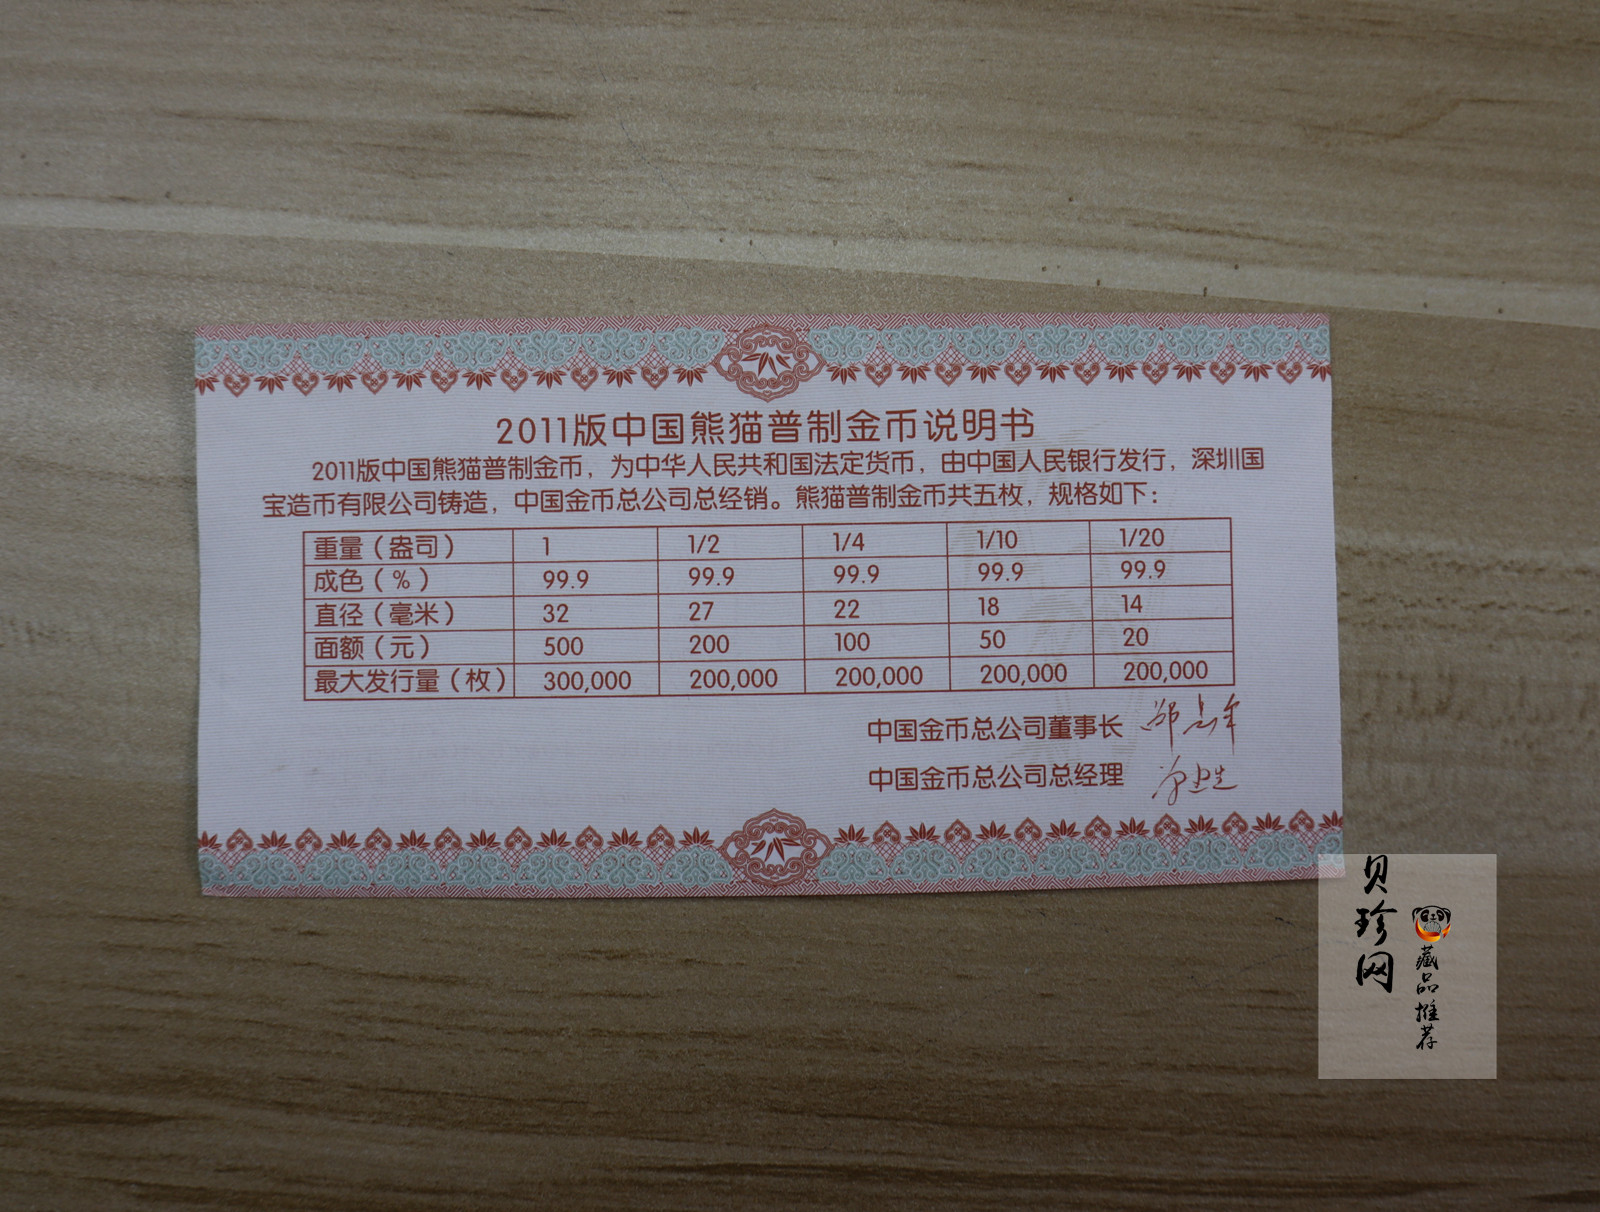 2011版中国熊猫普制金币说明书
2011版中国熊猫普制金币，为中华人民共和国法定货币，由中国人民银行发行，深圳国
宝造币有限公司铸造，中国金币总公司总经销。熊猫普制金币共五枚，规格如下：
重量（盎司） 1 1/2 1/4 1/10 1/20
成色（%） 99.9 99.9 99.9 99.9 99.9
直径（毫米） 32 27 22 18 14
面额（元） 500 200 100 50 20
最大发行量（枚） 300,000 200,000 200,000 200,000 200,000
中国金币总公司董事长
中国金币总公司总经理
贝珍网
藏品推荐